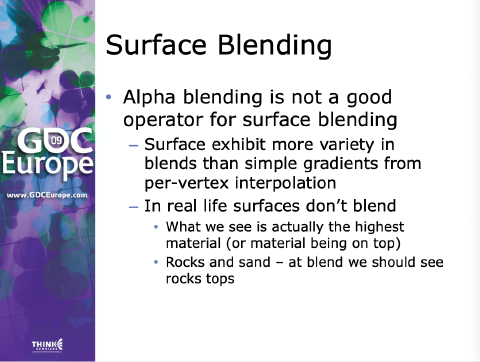 Surface Blending
• Alpha blending is not a good
operator for surface blending
– Surface exhibit more variety in
blends than simple gradients from
per-vertex interpolation
– In real life surfaces don't blend
• What we see is actually the highest
material (or material being on top)
• Rocks and sand – at blend we should see
rocks tops
GDC
09
Europe
www.GDCEurope.com
THINK
SERVICES